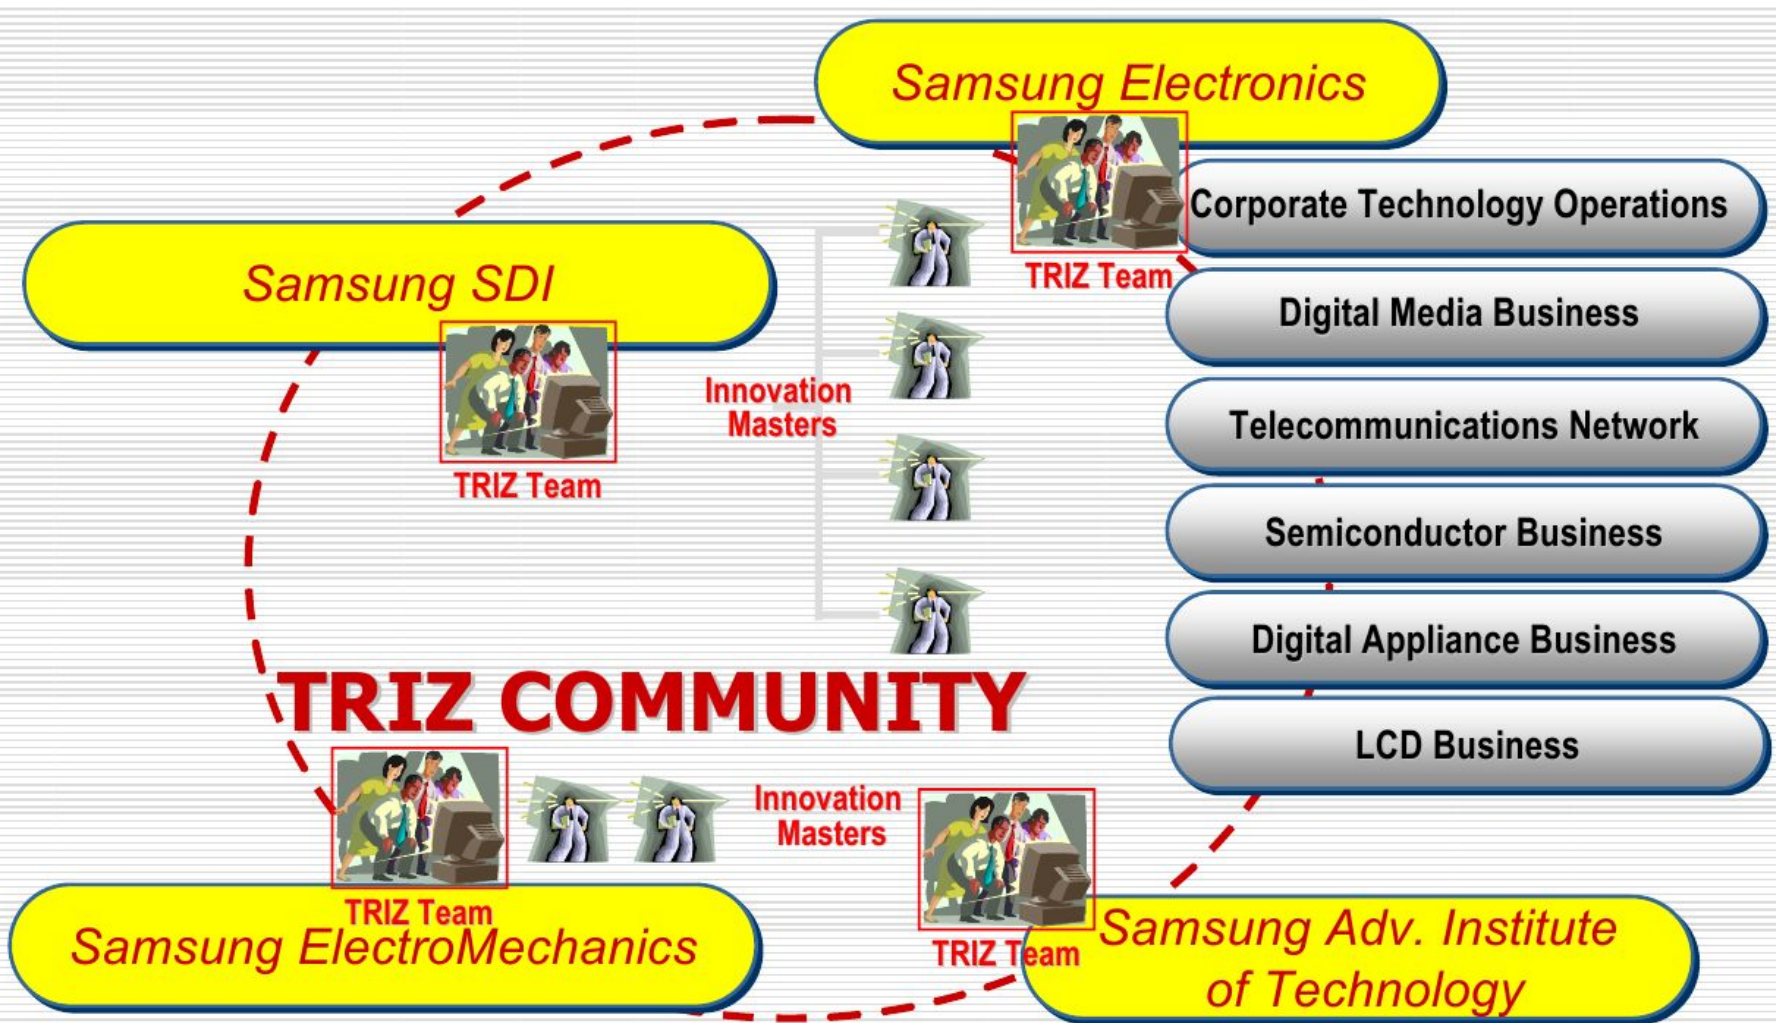 Samsung Electronics
TRIZ Team
Corporate Technology Operations
Digital Media Business
Telecommunications Network
Semiconductor Business
Digital Appliance Business
LCD Business
Samsung SDI
TRIZ Team
Innovation
Masters
TRIZ COMMUNITY
Innovation
Masters
TRIZ Team
Samsung ElectroMechanics
TRIZ Team
Samsung Adv. Institute
of Technology